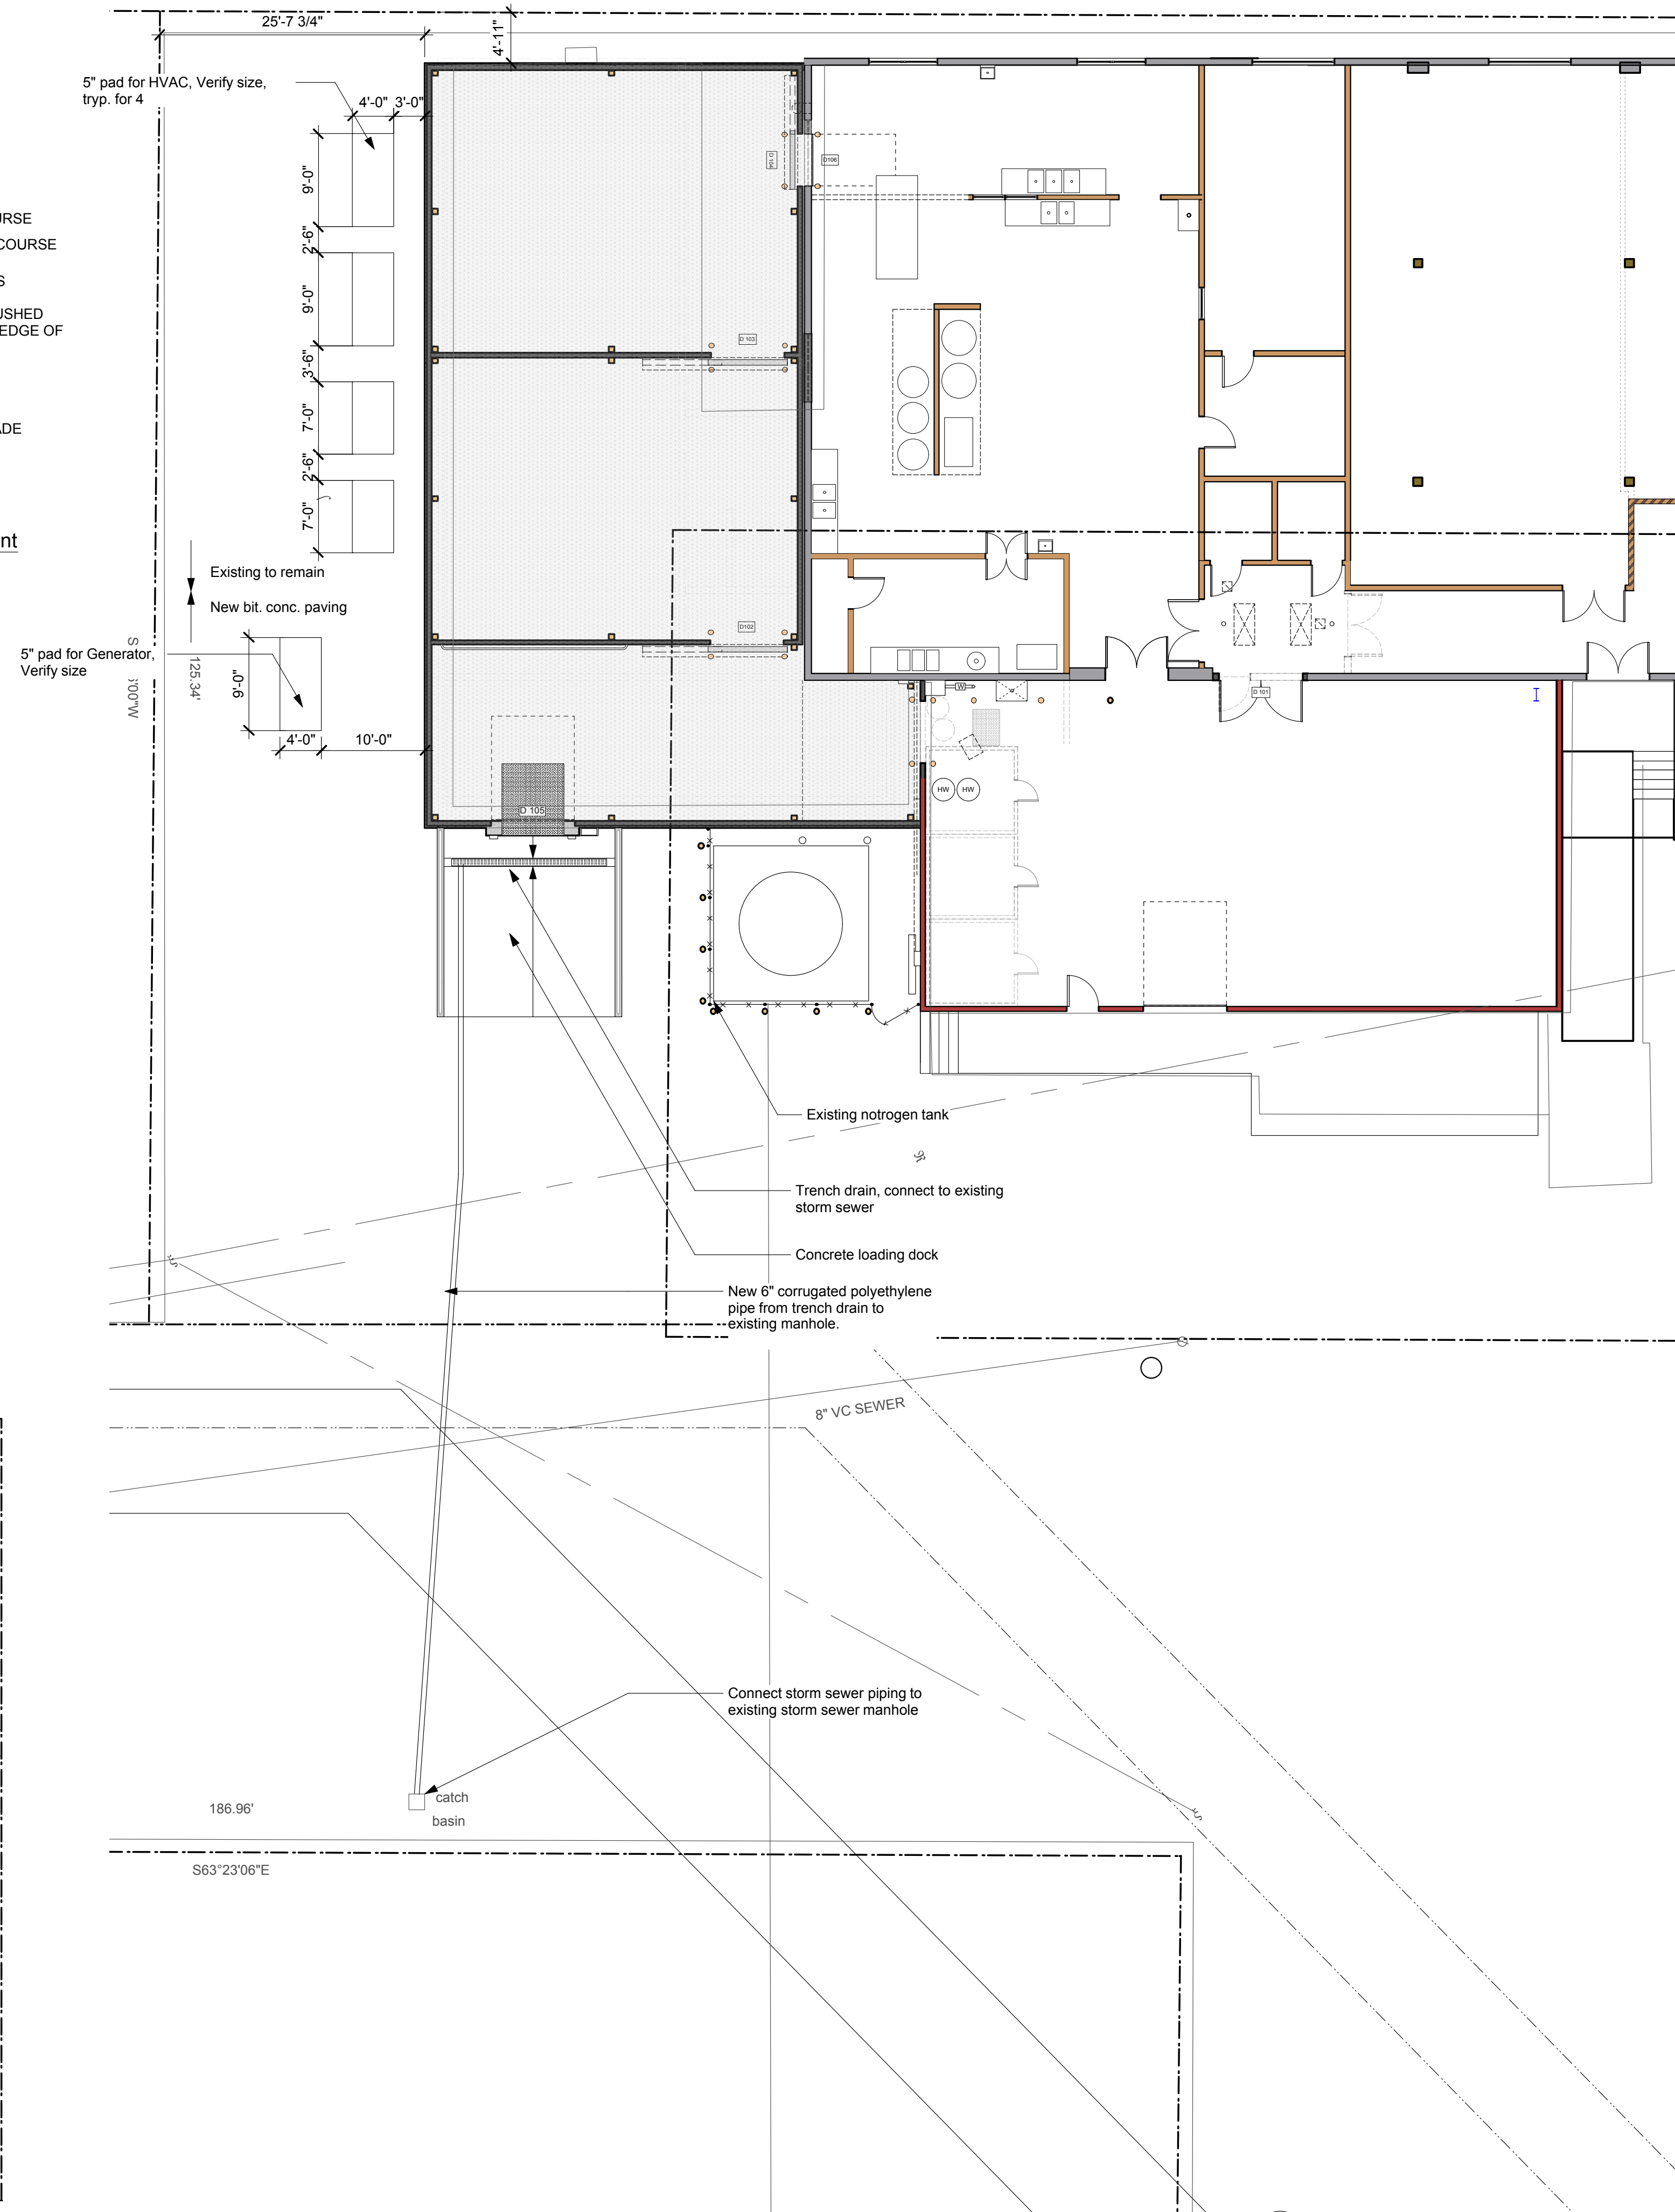 25'-7 3/4"
4'-11"
5" pad for HVAC, Verify size,
tryp. for 4
4'-0"
3'-0"
9'-0"
2'-6"
9'-0"
3'-6"
7'-0"
2'-6"
7'-0"
D 104
D106
D 103
URSE
COURSE
S
USHED
EDGE OF
ADE
nt
Existing to remain
New bit. conc. paving
5" pad for Generator,
Verify size
S
'00"W
125.34'
9'-0"
4'-0"
10'-0"
D102
D 101
W
I
HW
HW
D 105
Existing notrogen tank
Trench drain, connect to existing
storm sewer
Concrete loading dock
New 6" corrugated polyethylene
pipe from trench drain to
existing manhole.
8" VC SEWER
Connect storm sewer piping to
existing storm sewer manhole
catch
basin
186.96'
S63°23'06"E